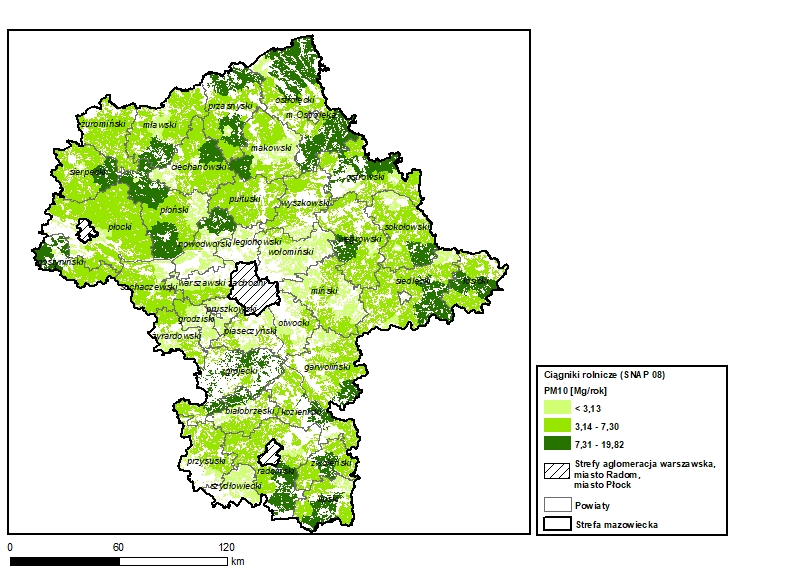 ostrołęcki
przasnyski
m.Ostrołęka
żuromiński
mławski
makowski
ciechanowski
sierpecki
ostrowski
pułtuski
wyszkowski
płoński
płocki
sokołowski
węgrowski
nowodworski
legionowski
wołomiński
gostyniński
sochaczewski
warszawski zachodni
siedlecki
łosicki
miński
pruszkowski
grodziski
otwocki
piaseczyński
żyrardowski
garwoliński
grójecki
białobrzeski
kozienicki
przysuski
radomski
zwoleński
szydłowiecki
lipski
Ciągniki rolnicze (SNAP 08)
PM10 [Mg/rok]
< 3,13
3,14 - 7,30
7,31 - 19,82
Strefy aglomeracja warszawska,
miasto Radom,
miasto Płock
Powiaty
Strefa mazowiecka
0 60 120
km